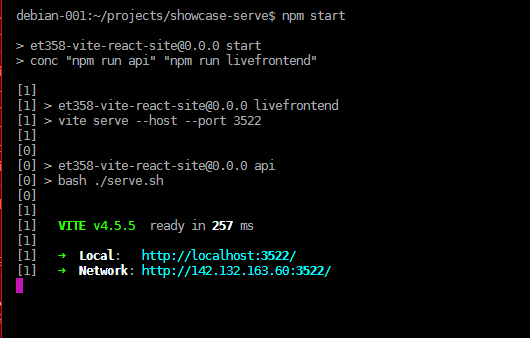 debian-001:~/projects/showcase-serve$ npm start
> et358-vite-react-site@0.0.0 start
> conc "npm run api" "npm run livefrontend"
[1]
[1] > et358-vite-react-site@0.0.0 livefrontend
[1] > vite serve --host --port 3522
[1]
[0]
[0] > et358-vite-react-site@0.0.0 api
[0] > bash ./serve.sh
[0]
[1]
[1]   VITE v4.5.5  ready in 257 ms
[1]
[1]   ➜  Local:   http://localhost:3522/
[1]   ➜  Network: http://142.132.163.60:3522/